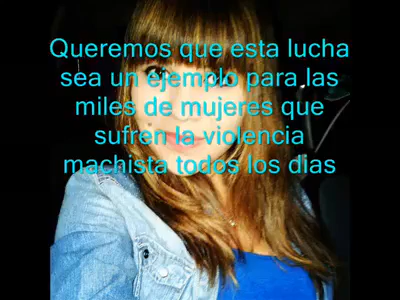 Queremos que esta lucha
sea un ejemplo para las
miles de mujeres que
sufren la violencia
machista todos los dias